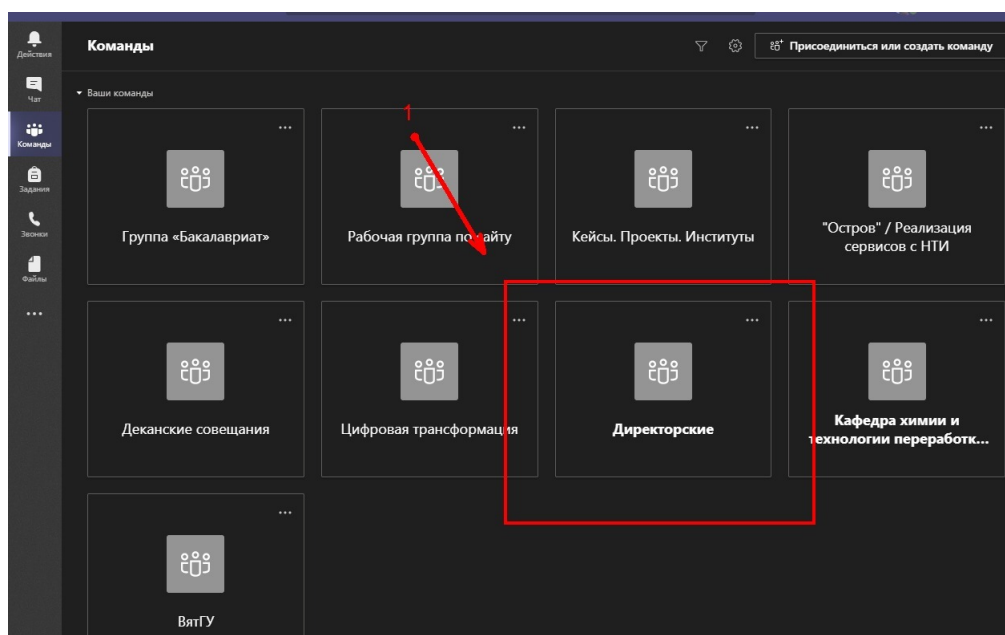 Действия
Чат
Команды
Задания
Звонки
Файлы
Команды
Присоединиться или создать команду
Ваши команды
1
Группа «Бакалавриат»
Рабочая группа по сайту
Кейсы. Проекты. Институты
"Остров" / Реализация
сервисов с НТИ
Деканские совещания
Цифровая трансформация
Директорские
Кафедра химии и
технологии переработк...
ВятГУ